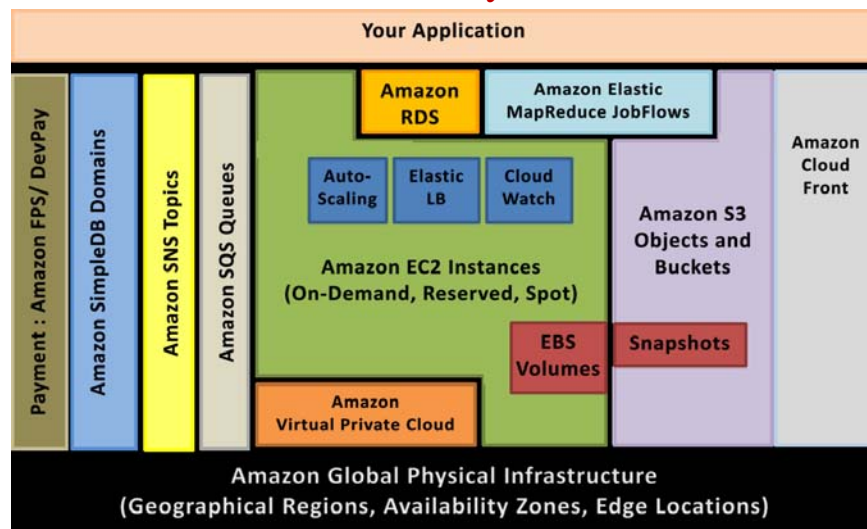 Your Application
Payment : Amazon FPS/ DevPay
Amazon SimpleDB Domains
Amazon SNS Topics
Amazon SQS Queues
Amazon
RDS
Amazon Elastic
MapReduce JobFlows
Auto-
Scaling
Elastic
LB
Cloud
Watch
Amazon EC2 Instances
(On-Demand, Reserved, Spot)
EBS
Volumes
Snapshots
Amazon
Virtual Private Cloud
Amazon S3
Objects and
Buckets
Amazon
Cloud
Front
Amazon Global Physical Infrastructure
(Geographical Regions, Availability Zones, Edge Locations)